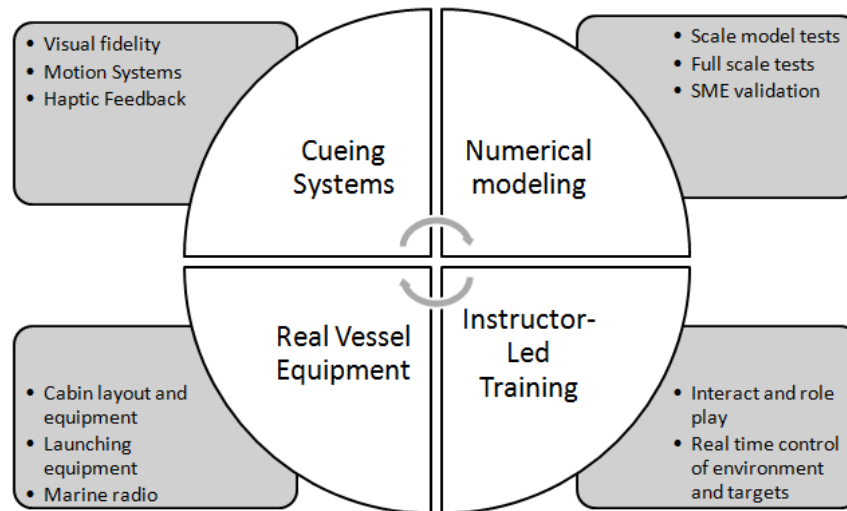 • Visual fidelity
• Motion Systems
• Haptic Feedback
• Scale model tests
• Full scale tests
• SME validation
Cueing
Systems
Numerical
modeling
Real Vessel
Equipment
Instructor-
Led
Training
• Cabin layout and
equipment
• Launching
equipment
• Marine radio
• Interact and role
play
• Real time control
of environment
and targets